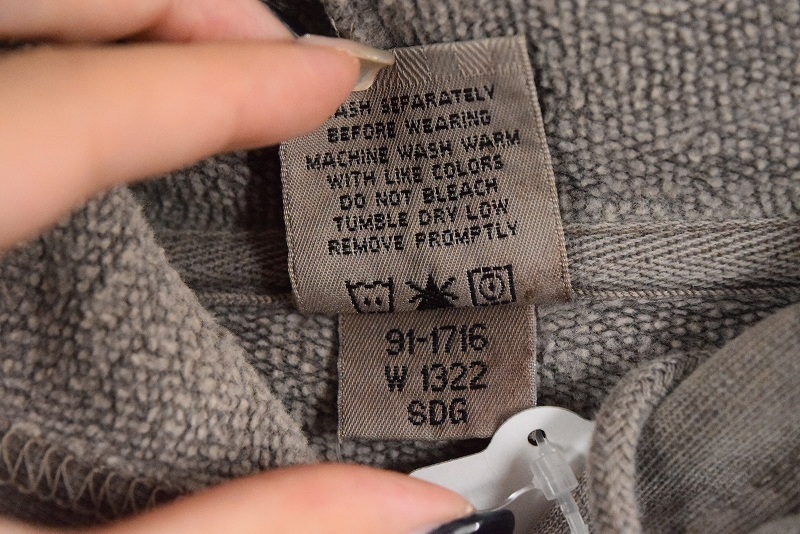 ASH SEPARATELY
BEFORE WEARING
MACHINE WASH WARM
WITH LIKE COLORS
DO NOT BLEACH
TUMBLE DRY LOW
REMOVE PROMPTLY
91-1716
W 1322
SDG